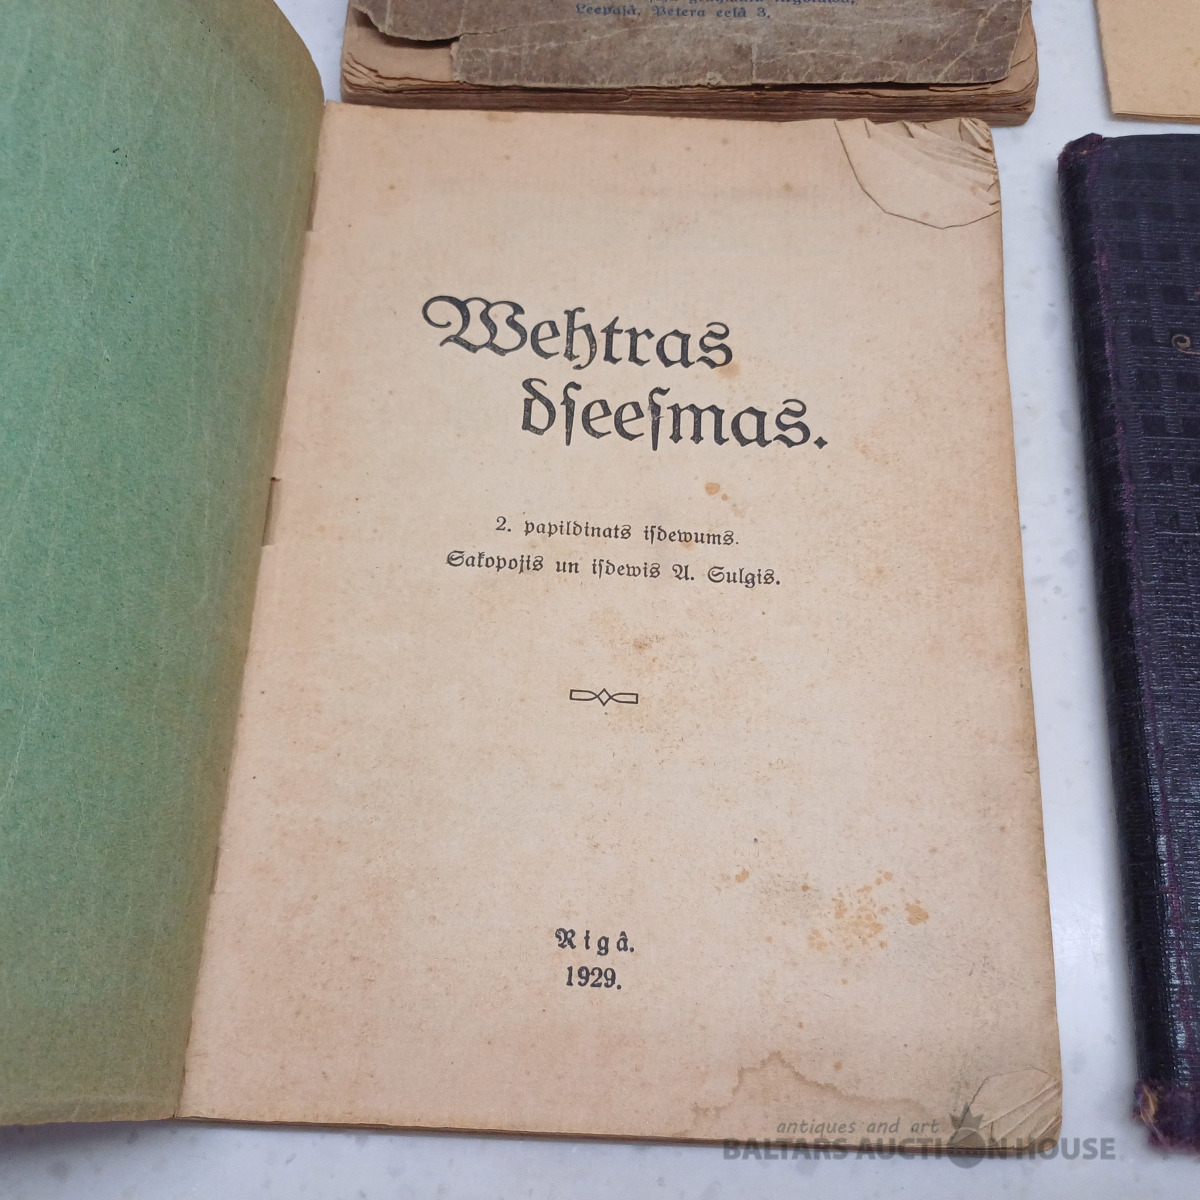 Leepajâ, Petera eelâ 3.
Wehtras
dſeeſmas.
2. papildinats iſdewums.
Sakopojis un iſdewis A. Sulgis.
Rigâ.
1929.
antiques and art
BALTARS AUCTION HOUSE